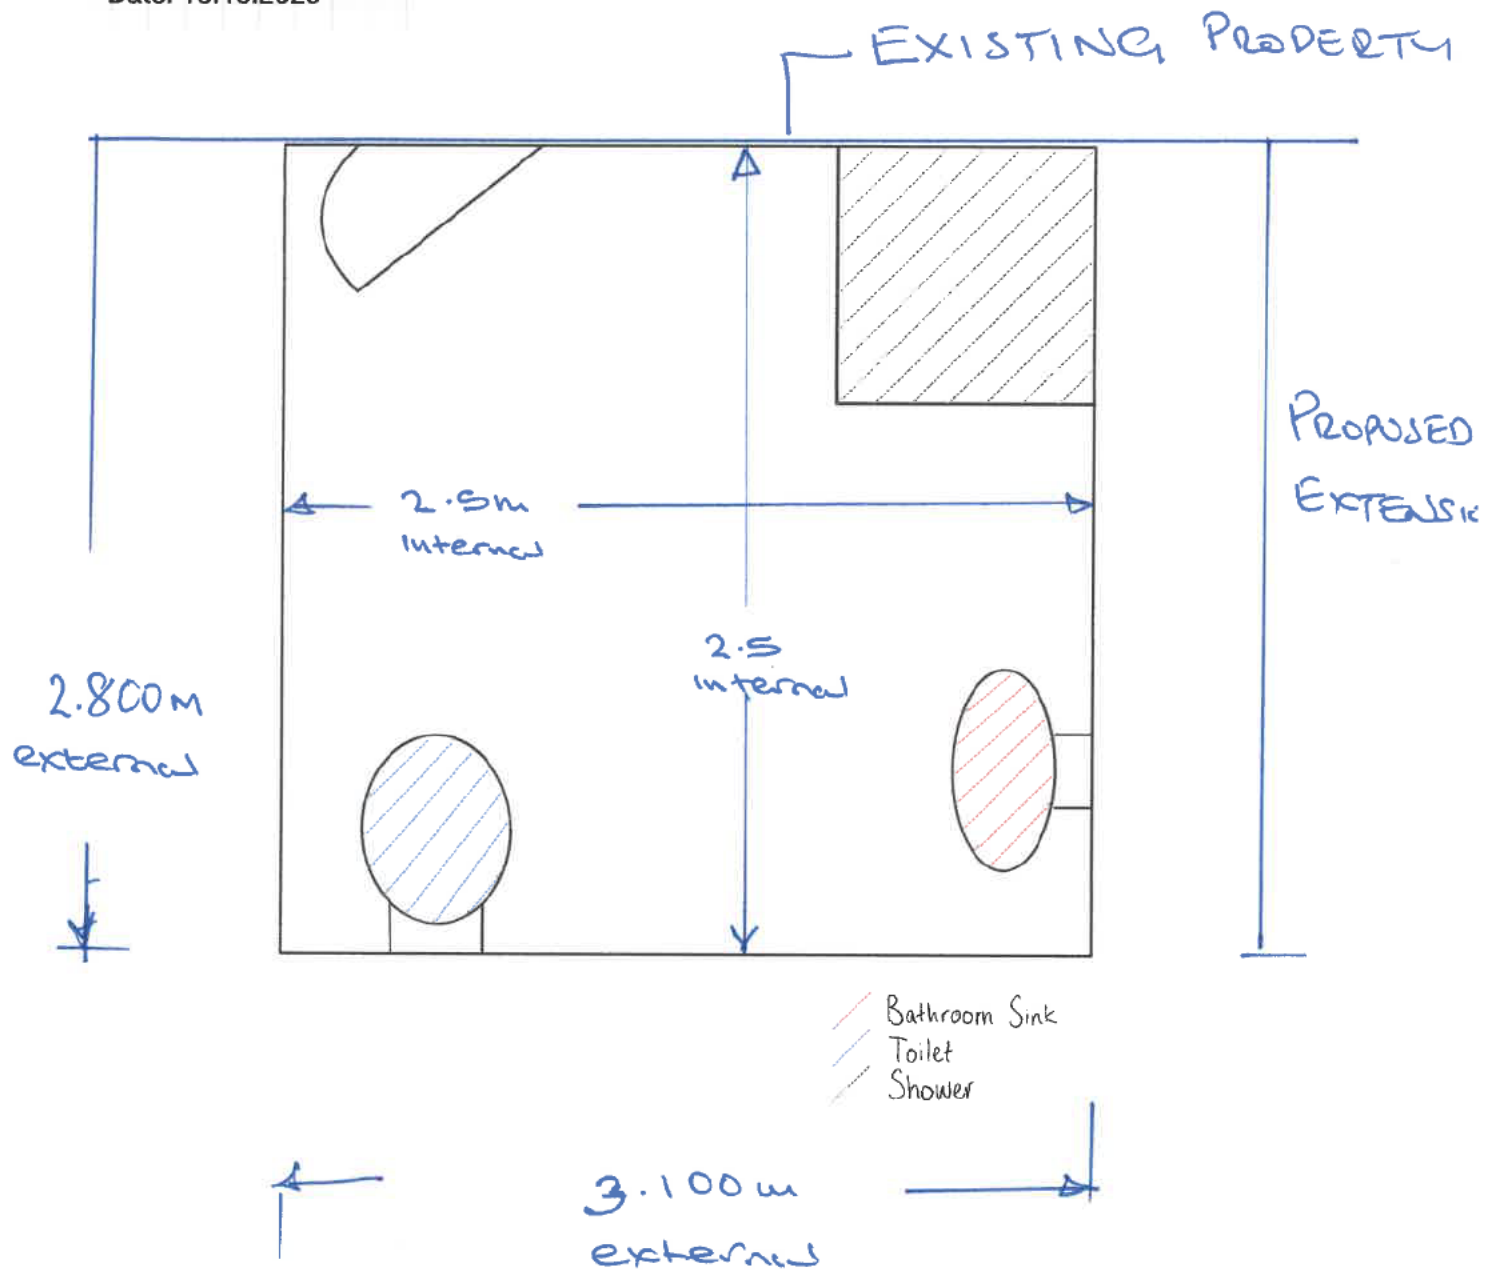 EXISTING PROPERTY
2.5m
internal
PROPOSED
EXTENSI
2.5
internal
2.800m
external
Bathroom Sink
Toilet
Shower
3.100m
external